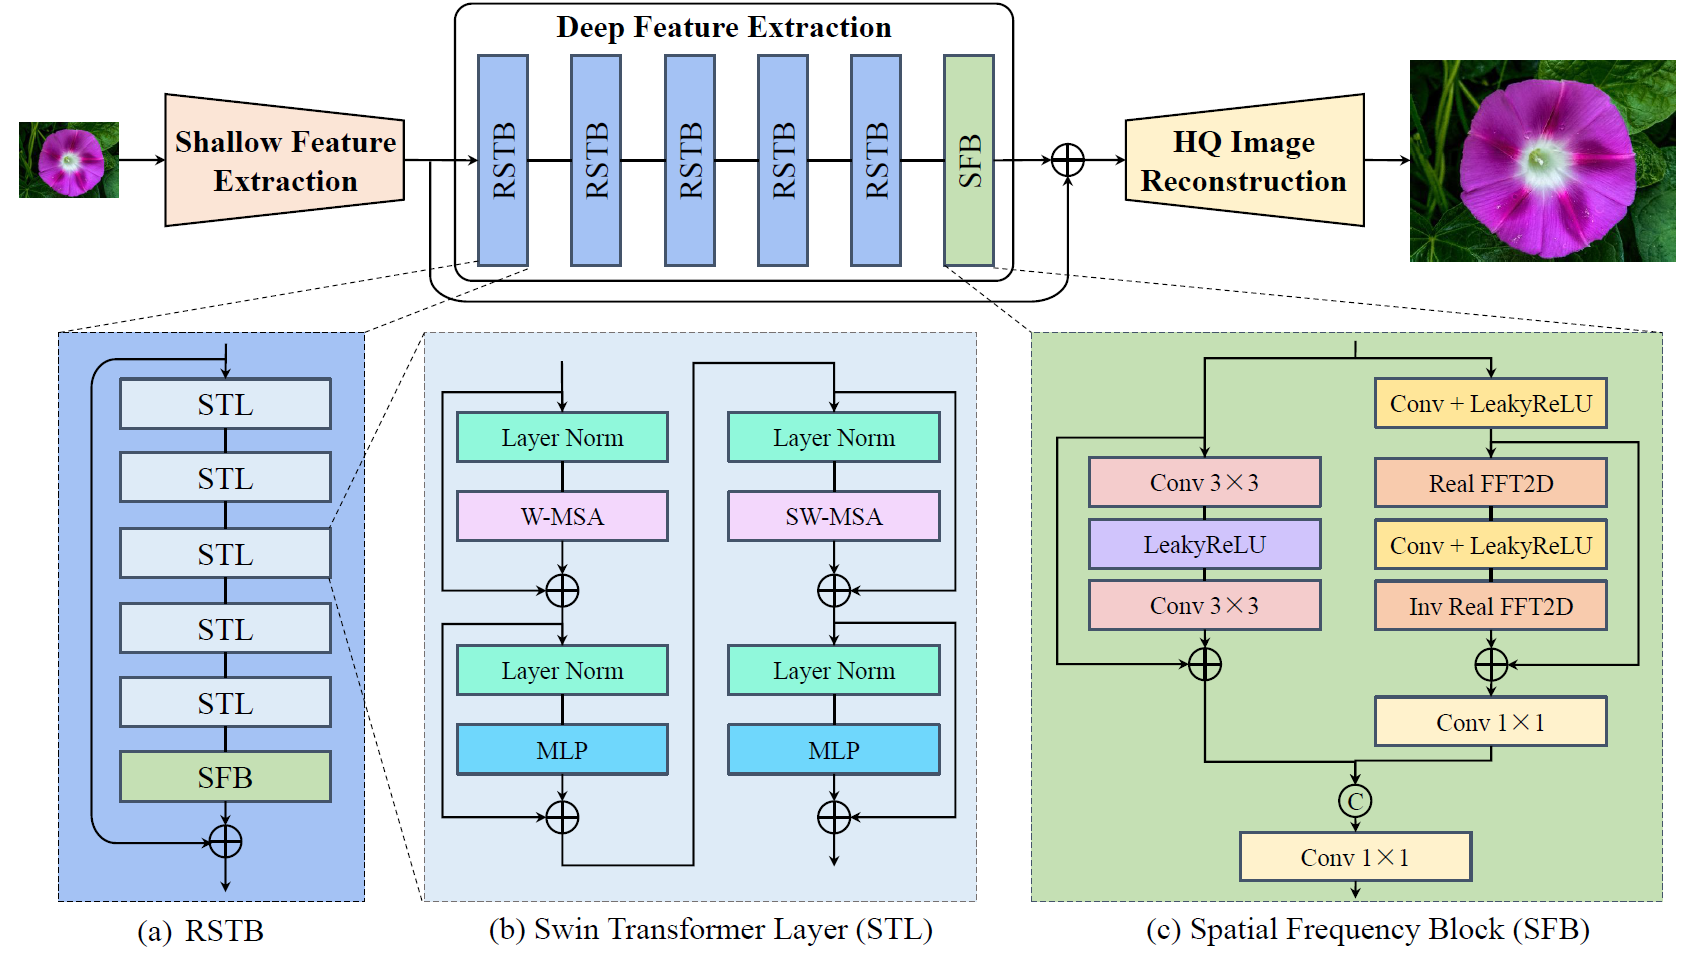 Deep Feature Extraction
Shallow Feature
Extraction
RSTB
RSTB
RSTB
RSTB
RSTB
SFB
HQ Image
Reconstruction
STL
STL
STL
STL
STL
SFB
(a) RSTB
Layer Norm
W-MSA
Layer Norm
MLP
Layer Norm
SW-MSA
Layer Norm
MLP
(b) Swin Transformer Layer (STL)
Conv 3×3
LeakyReLU
Conv 3×3
Conv + LeakyReLU
Real FFT2D
Conv + LeakyReLU
Inv Real FFT2D
Conv 1×1
C
Conv 1×1
(c) Spatial Frequency Block (SFB)